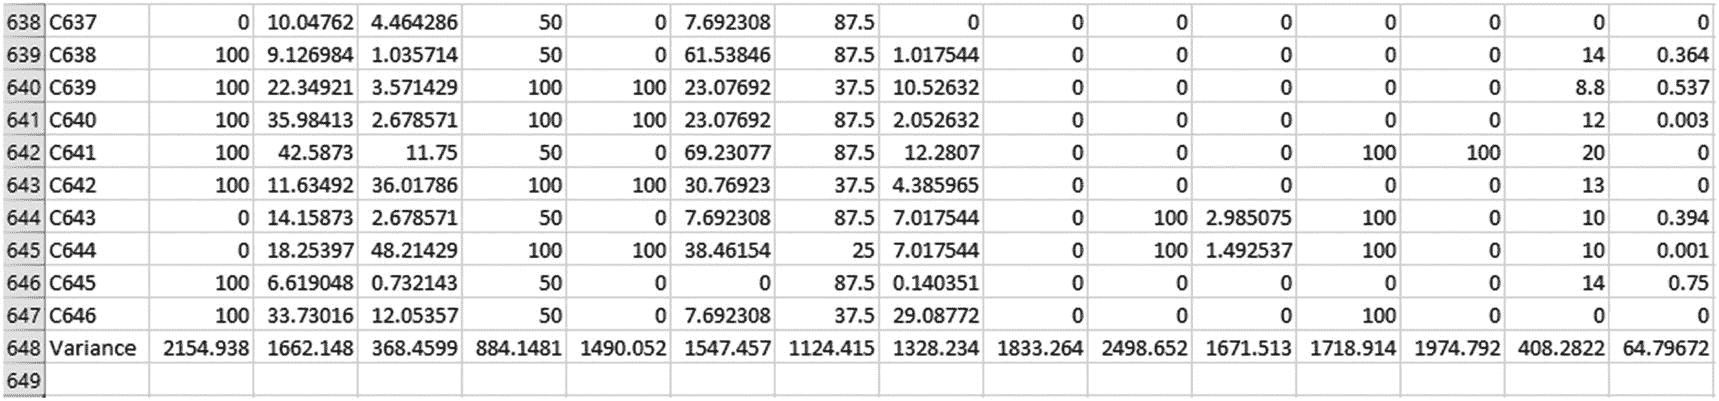 638 C637 0 10.04762 4.464286 50 0 7.692308 87.5 0 0 0 0 0 0 0 0
639 C638 100 9.126984 1.035714 50 0 61.53846 87.5 1.017544 0 0 0 0 0 14 0.364
640 C639 100 22.34921 3.571429 100 100 23.07692 37.5 10.52632 0 0 0 0 0 8.8 0.537
641 C640 100 35.98413 2.678571 100 100 23.07692 87.5 2.052632 0 0 0 0 0 12 0.003
642 C641 100 42.5873 11.75 50 0 69.23077 87.5 12.2807 0 0 0 100 100 20 0
643 C642 100 11.63492 36.01786 100 100 30.76923 37.5 4.385965 0 0 0 0 0 13 0
644 C643 0 14.15873 2.678571 50 0 7.692308 87.5 7.017544 0 100 2.985075 100 0 10 0.394
645 C644 0 18.25397 48.21429 100 100 38.46154 25 7.017544 0 100 1.492537 100 0 10 0.001
646 C645 100 6.619048 0.732143 50 0 0 87.5 0.140351 0 0 0 0 0 14 0.75
647 C646 100 33.73016 12.05357 50 0 7.692308 37.5 29.08772 0 0 0 100 0 0 0
648 Variance 2154.938 1662.148 368.4599 884.1481 1490.052 1547.457 1124.415 1328.234 1833.264 2498.652 1671.513 1718.914 1974.792 408.2822 64.79672
649